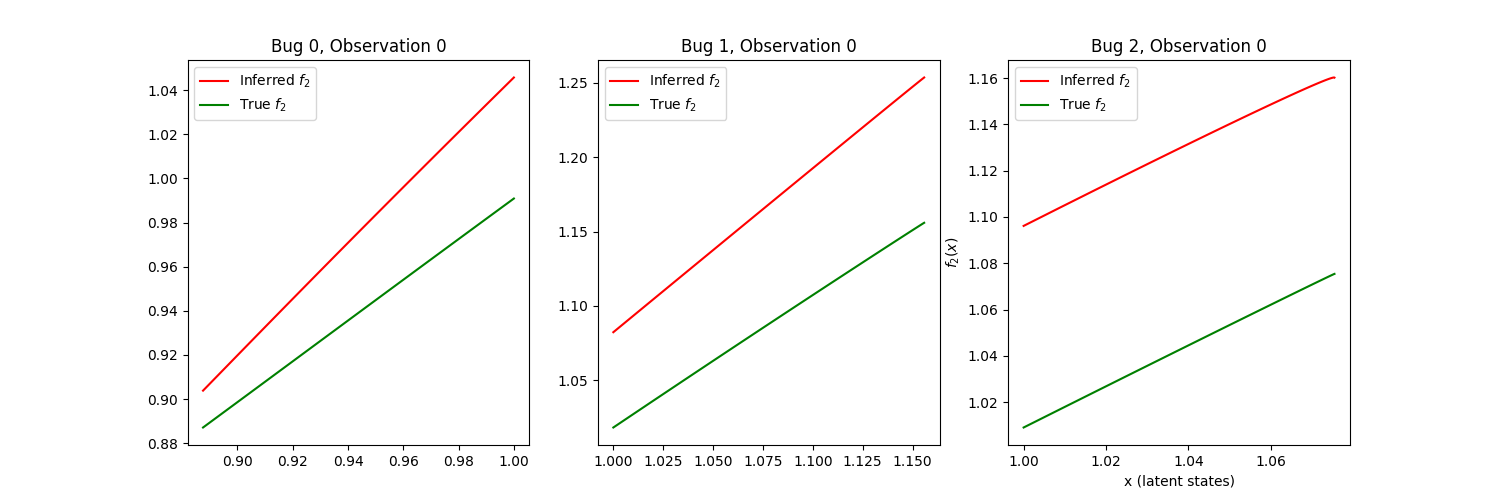 Bug 0, Observation 0
Inferred f₂
True f₂
1.04
1.02
1.00
0.98
0.96
0.94
0.92
0.90
0.88
0.90 0.92 0.94 0.96 0.98 1.00
Bug 1, Observation 0
Inferred f₂
True f₂
1.25
1.20
1.15
1.10
1.05
1.000 1.025 1.050 1.075 1.100 1.125 1.150
Bug 2, Observation 0
Inferred f₂
True f₂
f₂(x)
1.16
1.14
1.12
1.10
1.08
1.06
1.04
1.02
1.00 1.02 1.04 1.06
x (latent states)